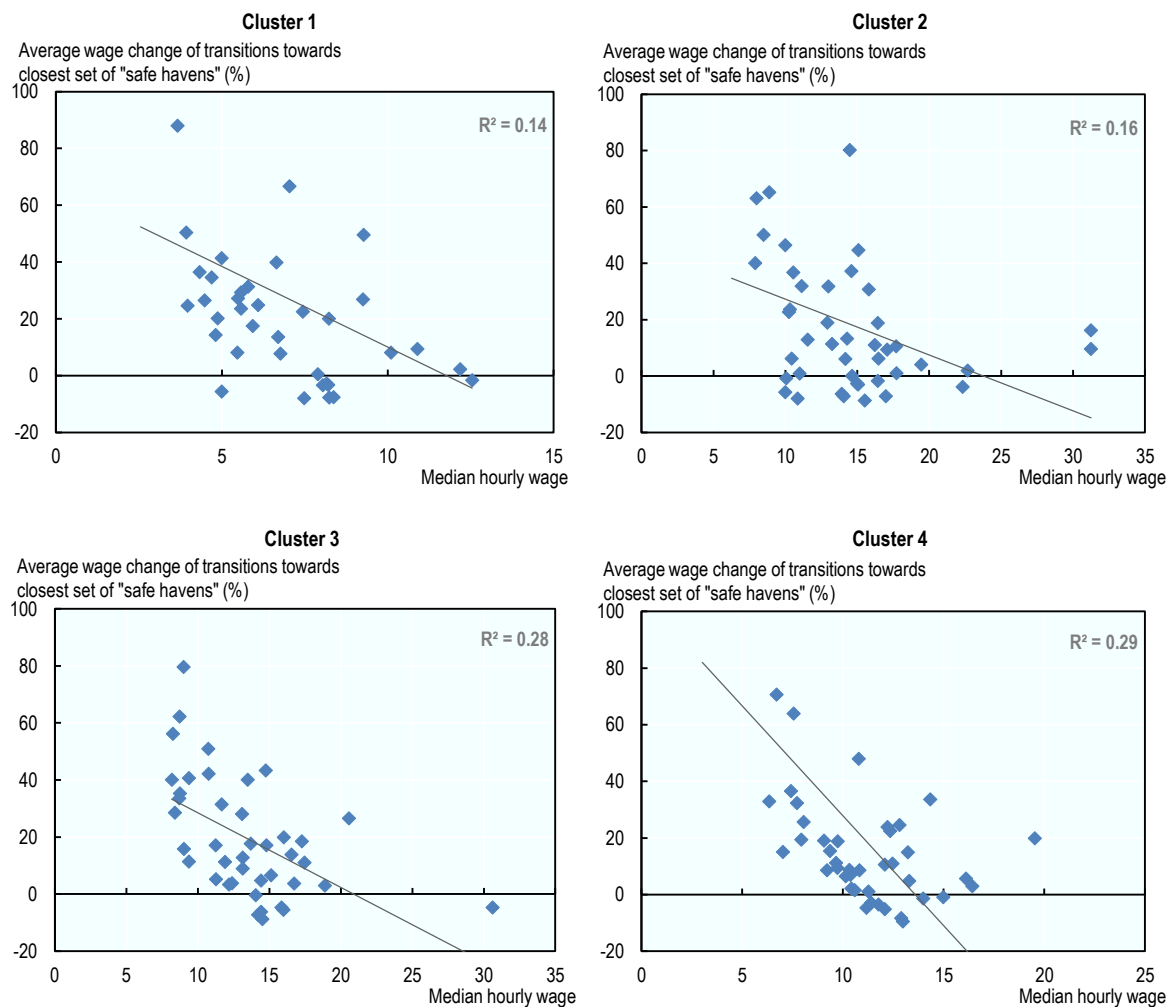 Cluster 1
Average wage change of transitions towards
closest set of "safe havens" (%)
100
80
60
40
20
0
-20
R² = 0.14
0 5 10 15
Median hourly wage
Cluster 2
Average wage change of transitions towards
closest set of "safe havens" (%)
100
80
60
40
20
0
-20
R² = 0.16
0 5 10 15 20 25 30 35
Median hourly wage
Cluster 3
Average wage change of transitions towards
closest set of "safe havens" (%)
100
80
60
40
20
0
-20
R² = 0.28
0 5 10 15 20 25 30 35
Median hourly wage
Cluster 4
Average wage change of transitions towards
closest set of "safe havens" (%)
100
80
60
40
20
0
-20
R² = 0.29
0 5 10 15 20 25
Median hourly wage